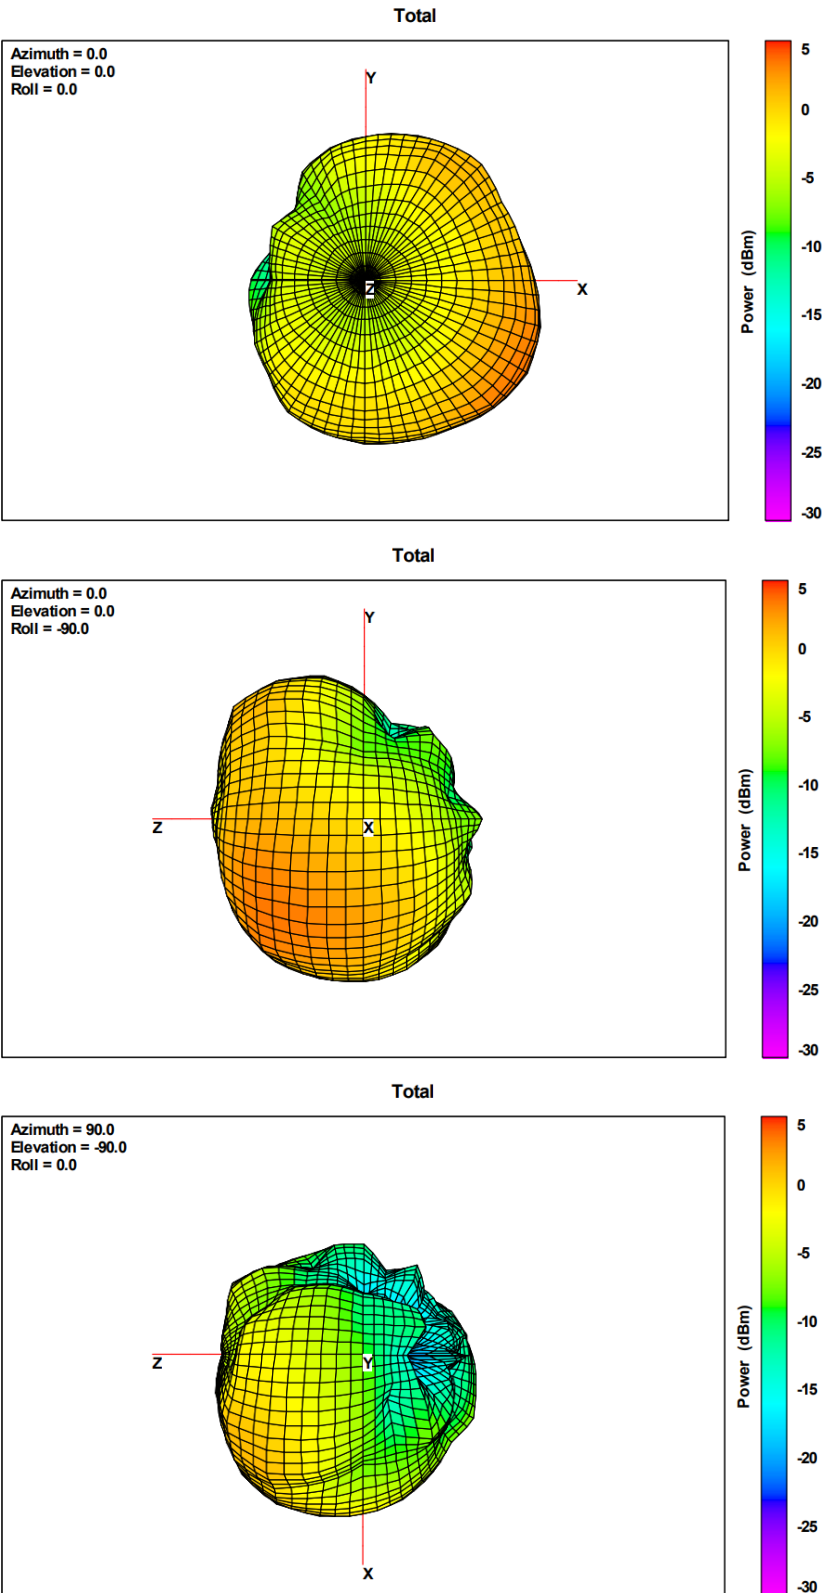 Total
Azimuth = 0.0
Elevation = 0.0
Roll = 0.0
Y
Z
X
5
0
-5
-10
-15
-20
-25
-30
Power (dBm)
Total
Azimuth = 0.0
Elevation = 0.0
Roll = -90.0
Y
Z
X
5
0
-5
-10
-15
-20
-25
-30
Power (dBm)
Total
Azimuth = 90.0
Elevation = -90.0
Roll = 0.0
Z
Y
X
5
0
-5
-10
-15
-20
-25
-30
Power (dBm)